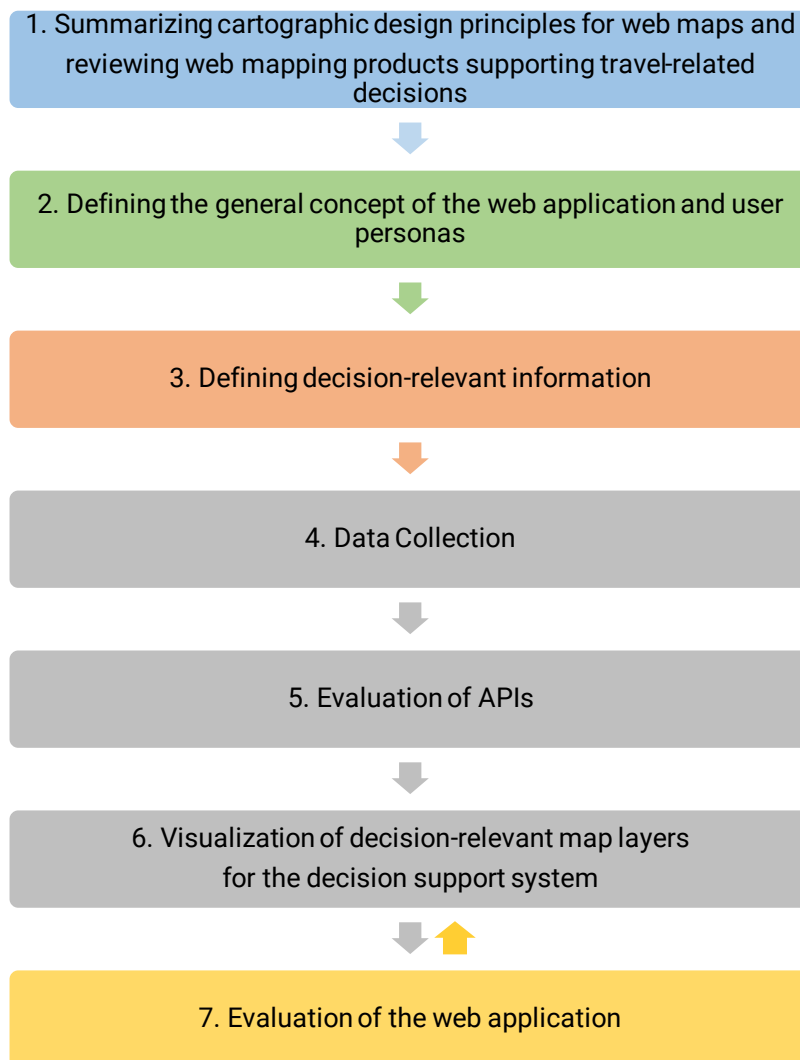 1. Summarizing cartographic design principles for web maps and
reviewing web mapping products supporting travel-related
decisions
2. Defining the general concept of the web application and user
personas
3. Defining decision-relevant information
4. Data Collection
5. Evaluation of APIs
6. Visualization of decision-relevant map layers
for the decision support system
7. Evaluation of the web application